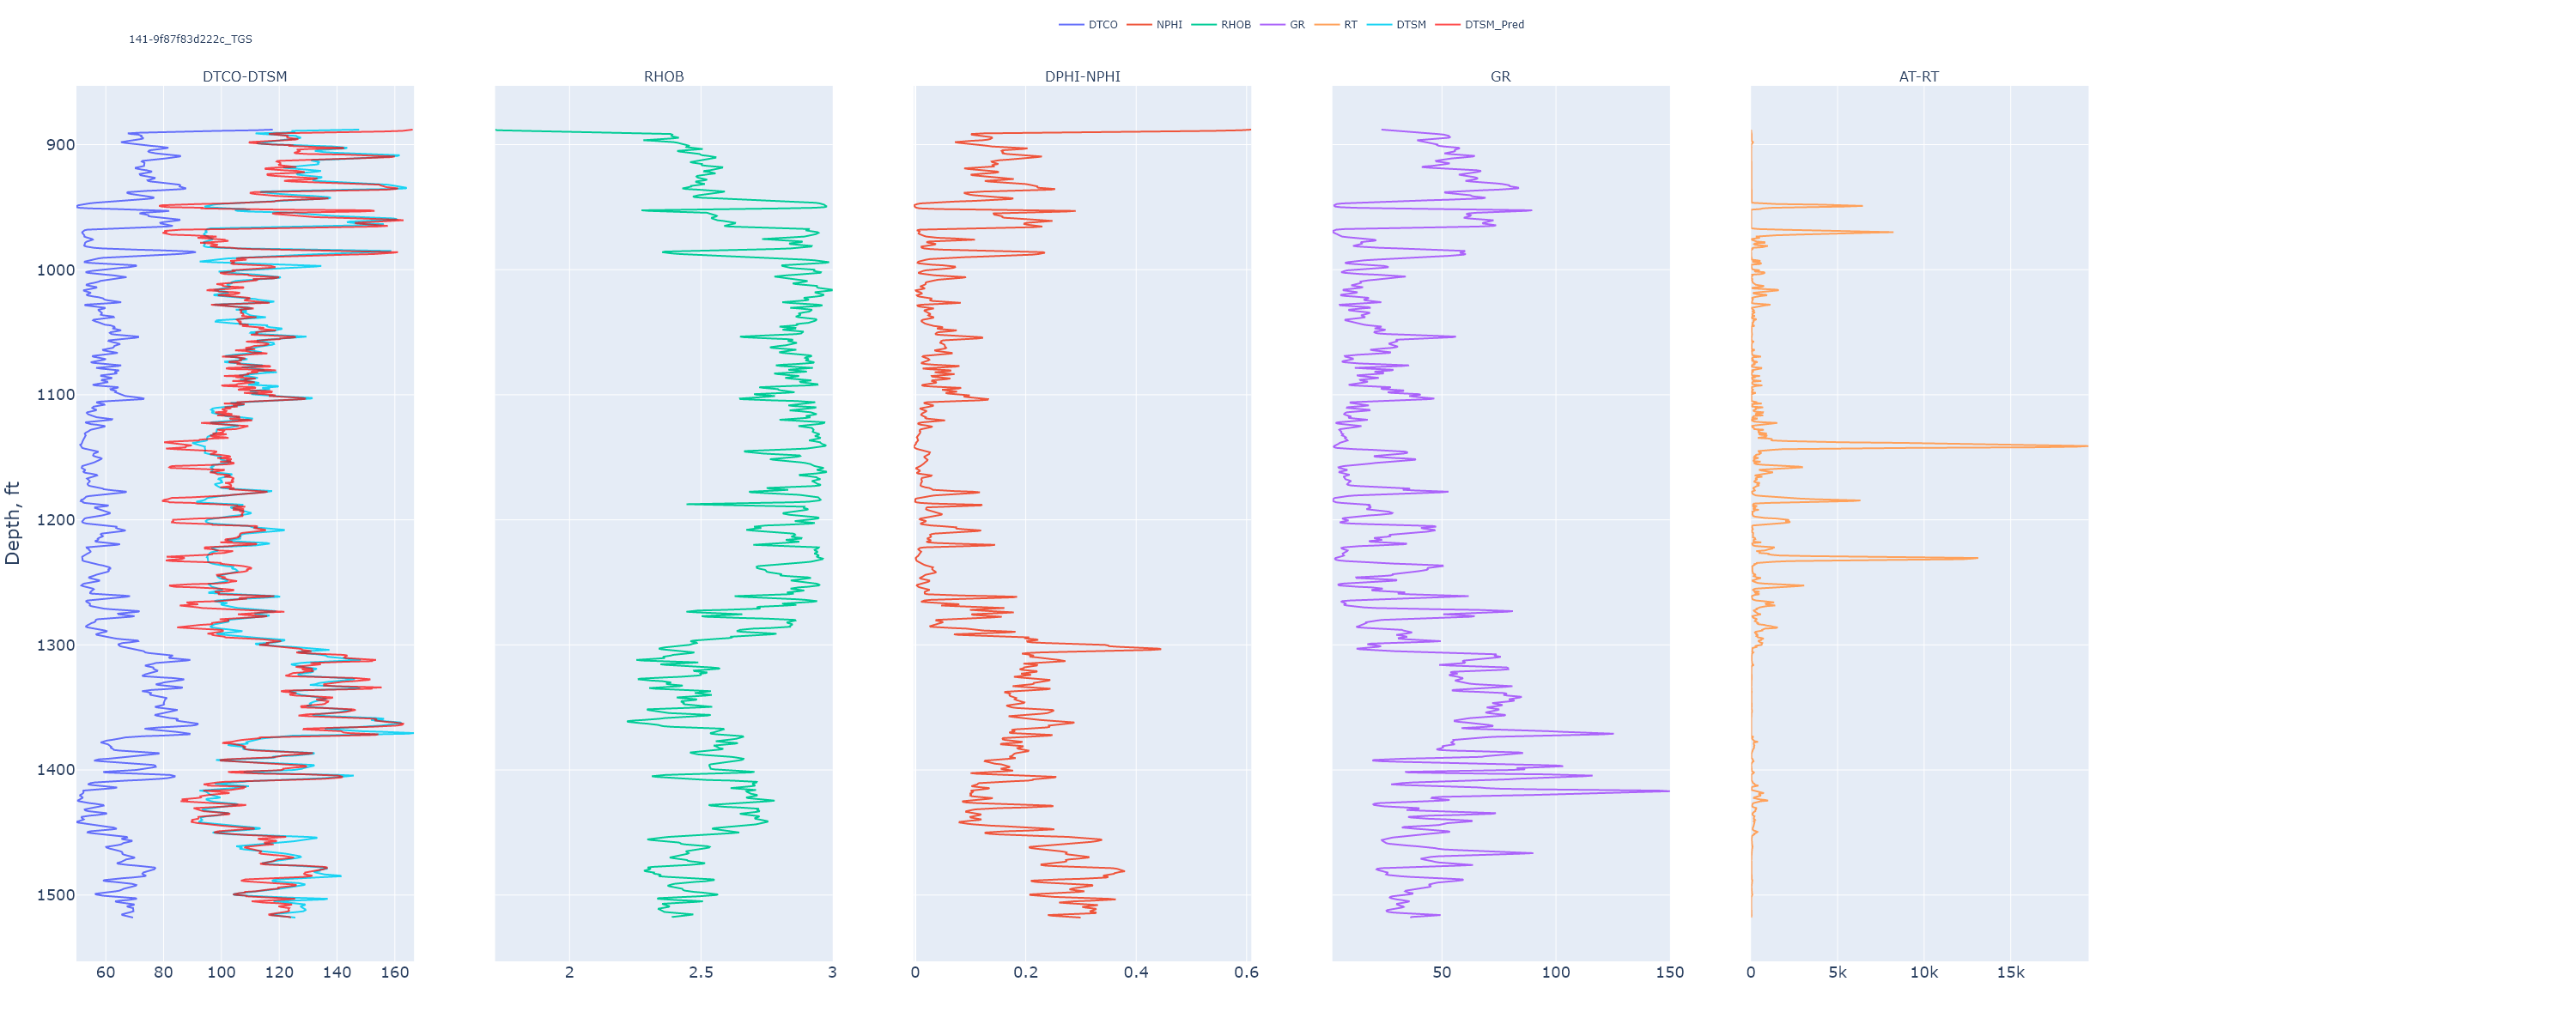 DTCO NPHI RHOB GR RT DTSM DTSM_Pred
141-9f87f83d222c_TGS
DTCO-DTSM RHOB DPHI-NPHI GR AT-RT
Depth, ft
900
1000
1100
1200
1300
1400
1500
60 80 100 120 140 160
2 2.5 3
0 0.2 0.4 0.6
50 100 150
0 5k 10k 15k